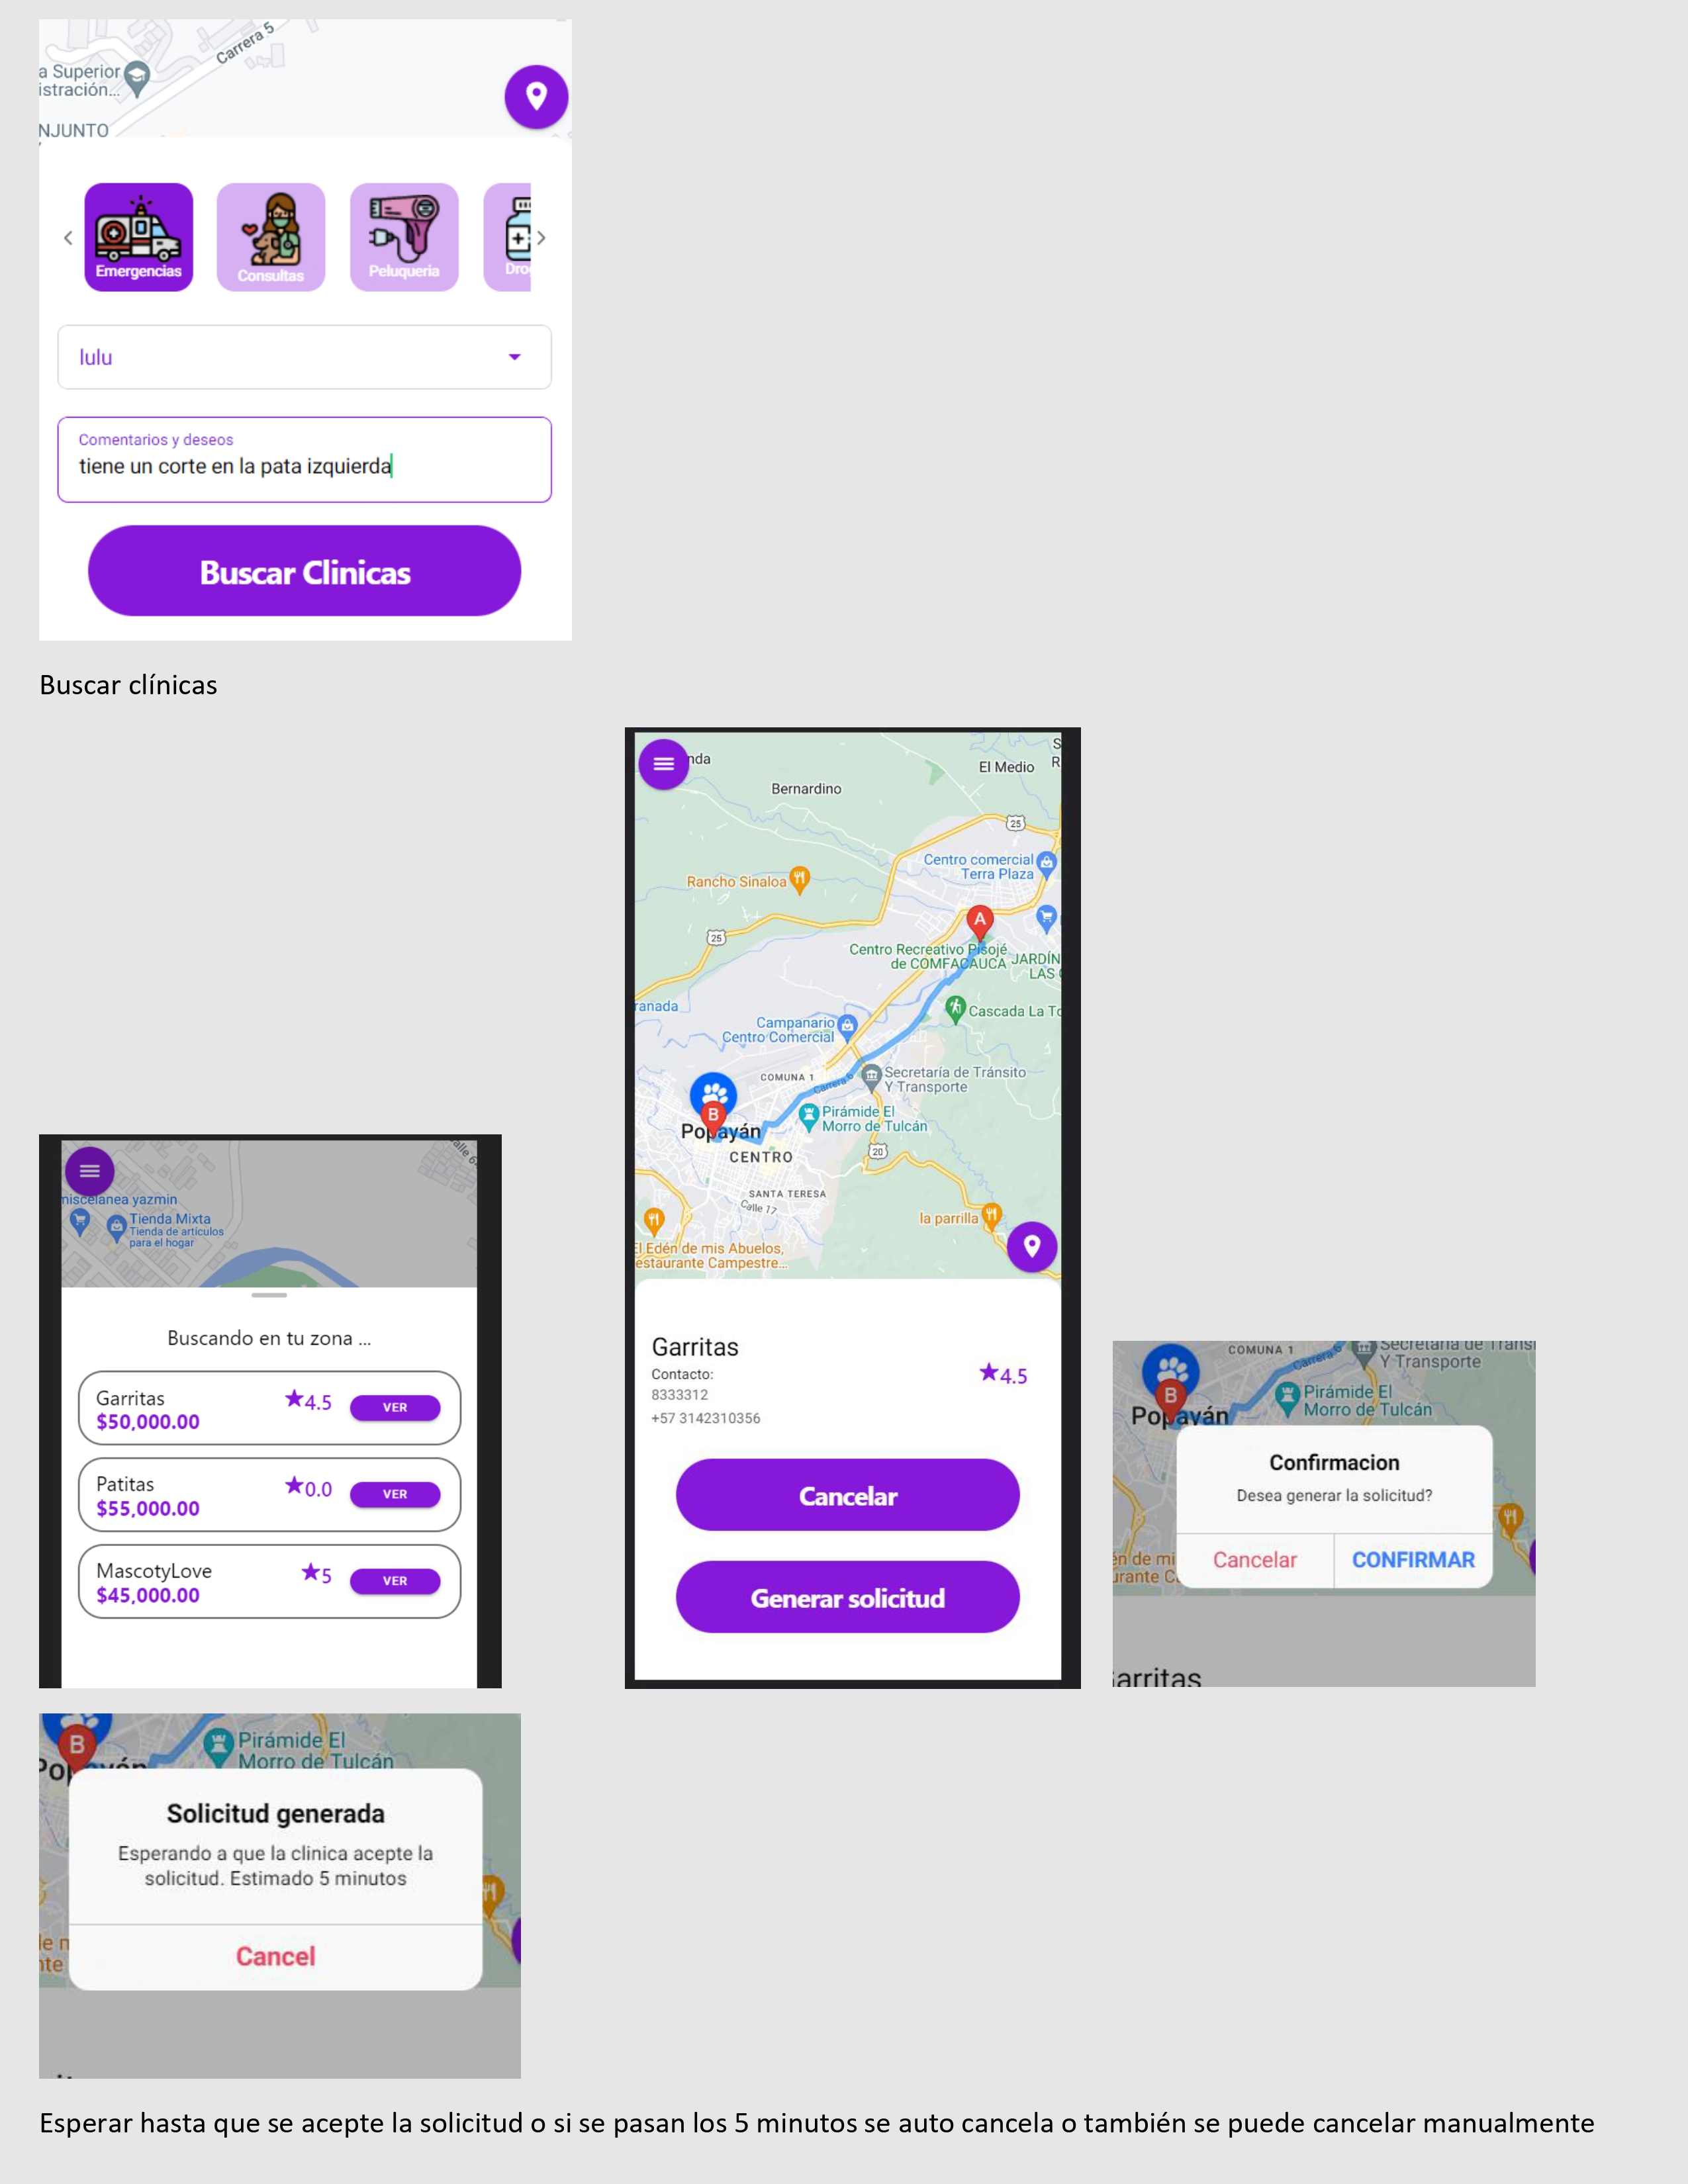 Carrera 5
a Superior
istración...
NJUNTO
Emergencias
Consultas
Peluqueria
Dro
lulu
Comentarios y deseos
tiene un corte en la pata izquierda
Buscar Clinicas
Buscar clínicas
nda
El Medio
Bernardino
25
Centro comercial
Terra Plaza
Rancho Sinaloa
A
25
Centro Recreativo Pisojé
de COMFACAUCA
JARDÍN
LAS
ranada
Cascada La To
Campanario
Centro Comercial
COMUNA 1
Carrera 6
Secretaría de Tránsito
Y Transporte
B
Pirámide El
Morro de Tulcán
Popayán
CENTRO
20
SANTA TERESA
Calle 17
la parrilla
El Edén de mis Abuelos,
estaurante Campestre...
Garritas
Contacto:
8333312
+57 3142310356
★4.5
Cancelar
Generar solicitud
alle 6
miscelanea yazmin
Tienda Mixta
Tienda de artículos
para el hogar
Buscando en tu zona ...
Garritas ★4.5 VER
$50,000.00
Patitas ★0.0 VER
$55,000.00
MascotyLove ★5 VER
$45,000.00
COMUNA 1
Carrera 6
Secretaría de Tránsi
Y Transporte
B
Pirámide El
Morro de Tulcán
Popayán
Confirmacion
Desea generar la solicitud?
Cancelar CONFIRMAR
én de mi
urante C
arritas
B
Pirámide El
Morro de Tulcán
Popayán
Solicitud generada
Esperando a que la clinica acepte la
solicitud. Estimado 5 minutos
Cancel
Esperar hasta que se acepte la solicitud o si se pasan los 5 minutos se auto cancela o también se puede cancelar manualmente